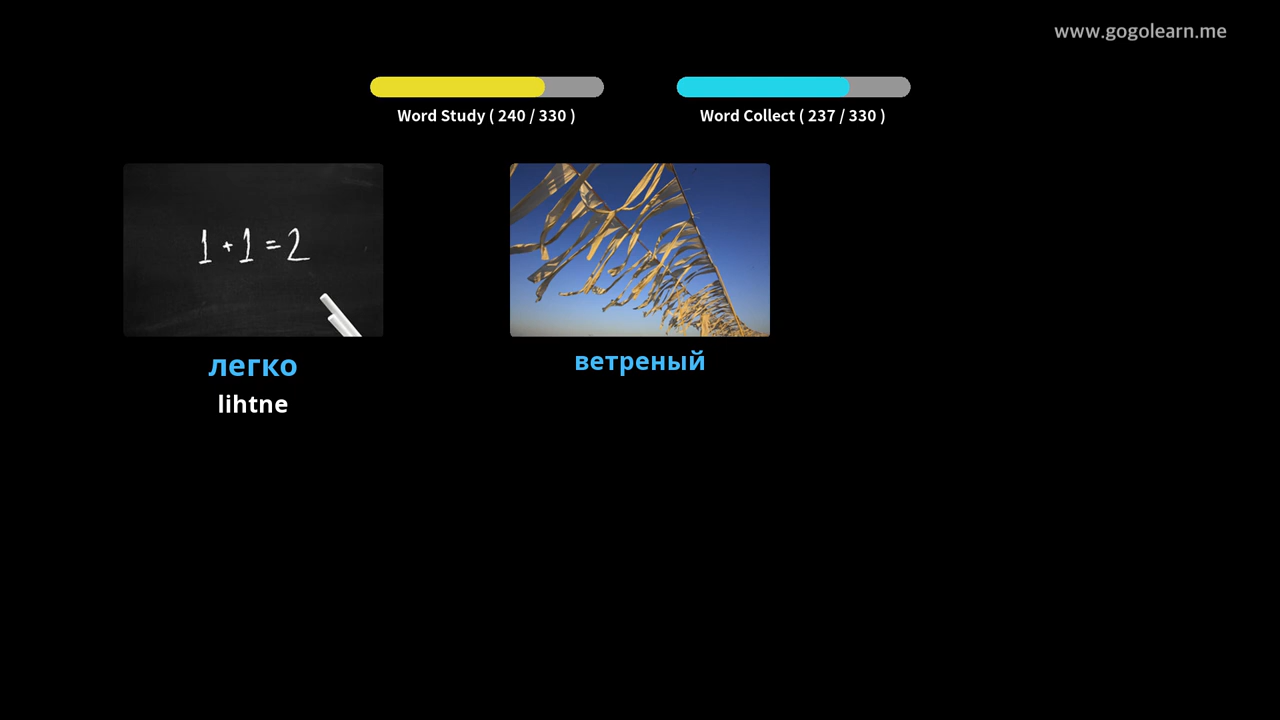 www.gogolearn.me
Word Study ( 240 / 330 )
Word Collect ( 237 / 330 )
1 + 1 = 2
легко
lihtne
ветреный